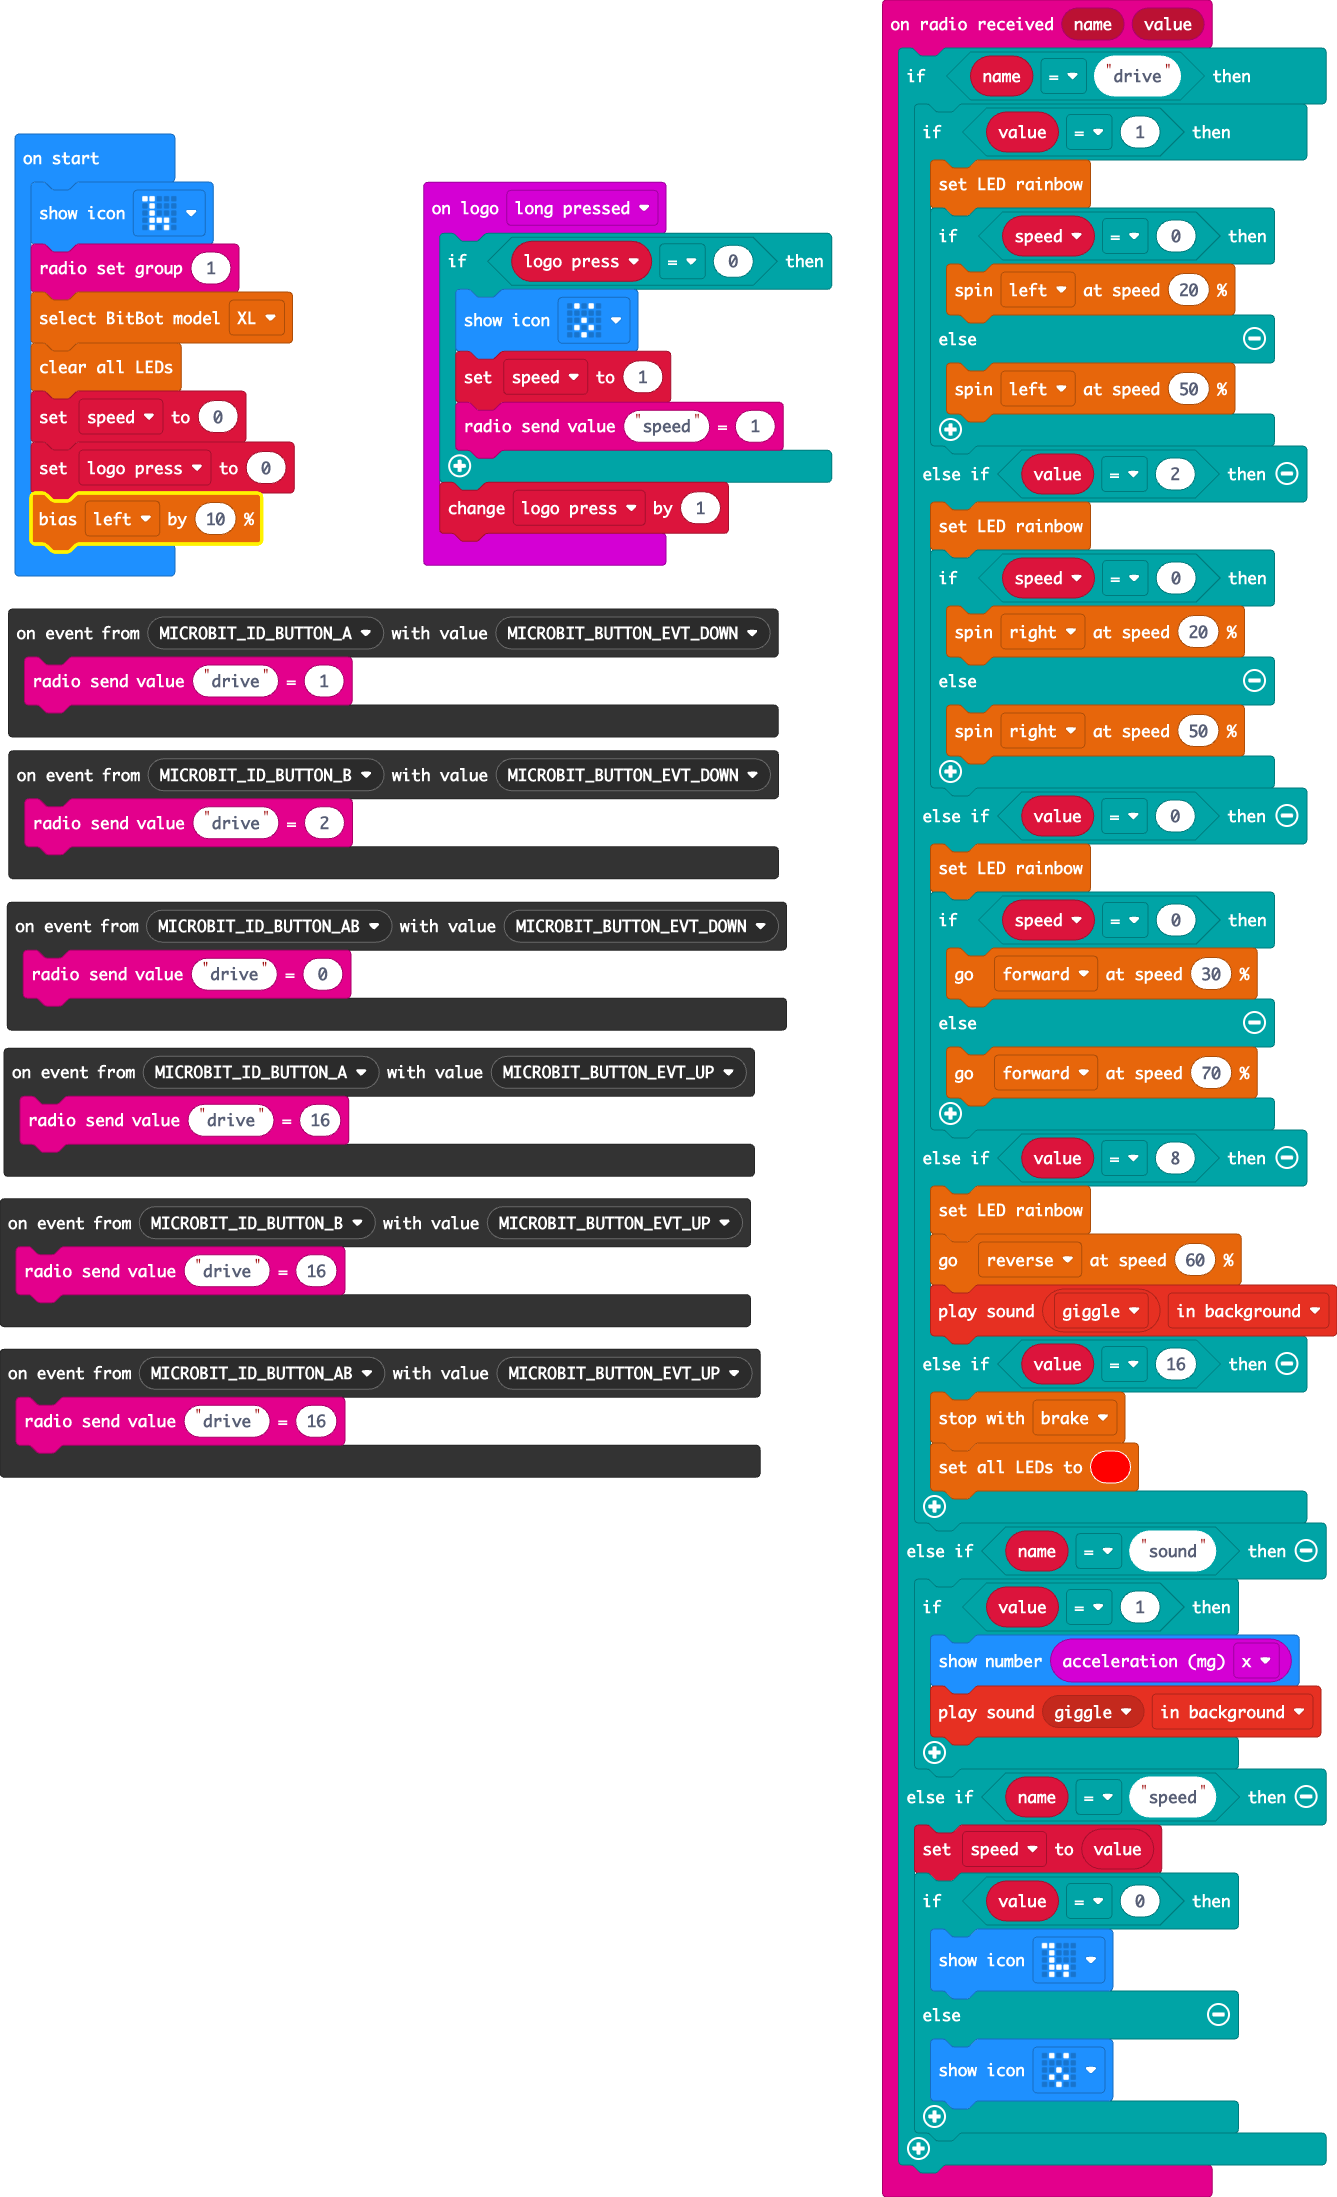 on start
show icon
radio set group 1
select BitBot model XL
clear all LEDs
set speed to 0
set logo press to 0
bias left by 10 %
on logo long pressed
if logo press = 0 then
show icon
set speed to 1
radio send value "speed" = 1
change logo press by 1
on event from MICROBIT_ID_BUTTON_A with value MICROBIT_BUTTON_EVT_DOWN
radio send value "drive" = 1
on event from MICROBIT_ID_BUTTON_B with value MICROBIT_BUTTON_EVT_DOWN
radio send value "drive" = 2
on event from MICROBIT_ID_BUTTON_AB with value MICROBIT_BUTTON_EVT_DOWN
radio send value "drive" = 0
on event from MICROBIT_ID_BUTTON_A with value MICROBIT_BUTTON_EVT_UP
radio send value "drive" = 16
on event from MICROBIT_ID_BUTTON_B with value MICROBIT_BUTTON_EVT_UP
radio send value "drive" = 16
on event from MICROBIT_ID_BUTTON_AB with value MICROBIT_BUTTON_EVT_UP
radio send value "drive" = 16
on radio received name value
if name = "drive" then
if value = 1 then
set LED rainbow
if speed = 0 then
spin left at speed 20 %
else
spin left at speed 50 %
else if value = 2 then
set LED rainbow
if speed = 0 then
spin right at speed 20 %
else
spin right at speed 50 %
else if value = 0 then
set LED rainbow
if speed = 0 then
go forward at speed 30 %
else
go forward at speed 70 %
else if value = 8 then
set LED rainbow
go reverse at speed 60 %
play sound giggle in background
else if value = 16 then
stop with brake
set all LEDs to
else if name = "sound" then
if value = 1 then
show number acceleration (mg) x
play sound giggle in background
else if name = "speed" then
set speed to value
if value = 0 then
show icon
else
show icon